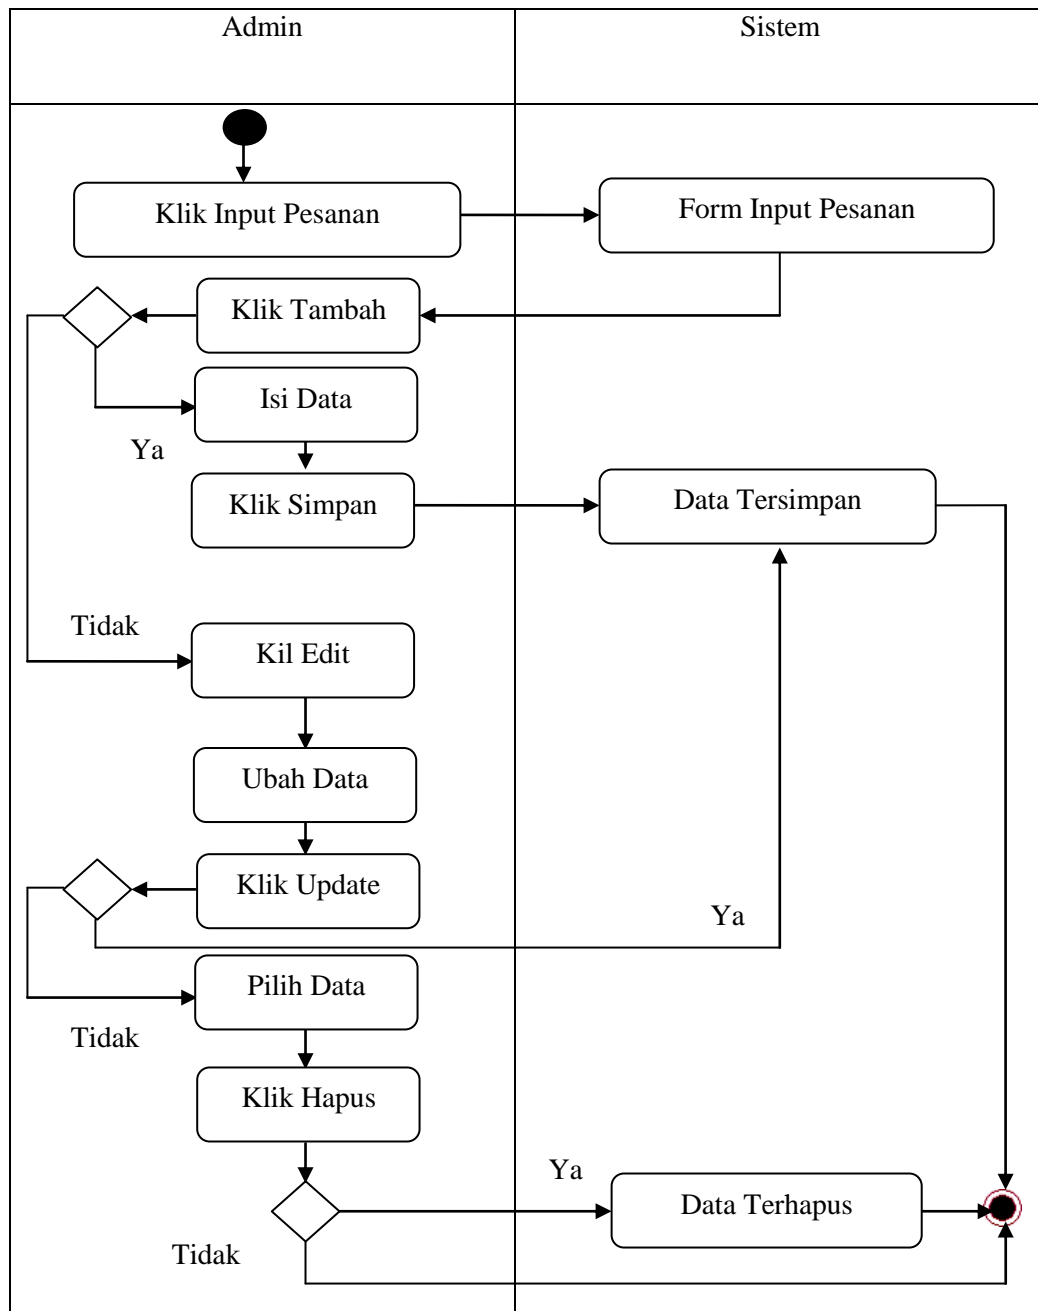 Admin
Sistem
Klik Input Pesanan
Form Input Pesanan
Klik Tambah
Isi Data
Ya
Klik Simpan
Data Tersimpan
Tidak
Kil Edit
Ubah Data
Klik Update
Ya
Pilih Data
Tidak
Klik Hapus
Ya
Data Terhapus
Tidak